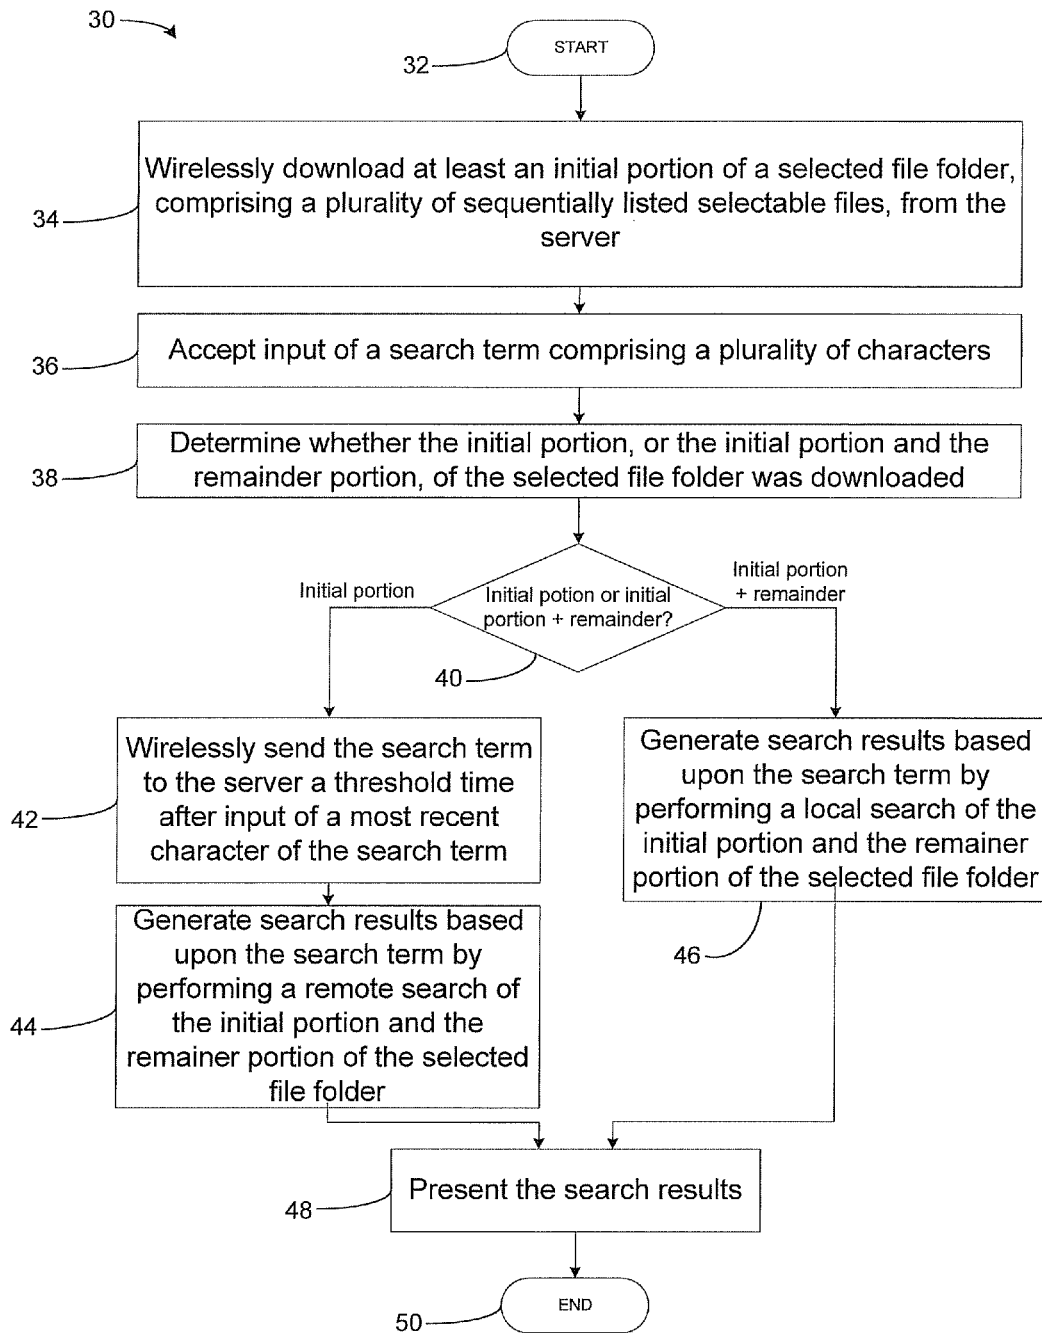 30
START
32
Wirelessly download at least an initial portion of a selected file folder,
comprising a plurality of sequentially listed selectable files, from the
server
34
Accept input of a search term comprising a plurality of characters
36
Determine whether the initial portion, or the initial portion and the
remainder portion, of the selected file folder was downloaded
38
Initial portion
Initial potion or initial
portion + remainder?
Initial portion
+ remainder
40
Wirelessly send the search term
to the server a threshold time
after input of a most recent
character of the search term
42
Generate search results based
upon the search term by
performing a local search of the
initial portion and the remainer
portion of the selected file folder
46
Generate search results based
upon the search term by
performing a remote search of
the initial portion and the
remainer portion of the selected
file folder
44
Present the search results
48
END
50